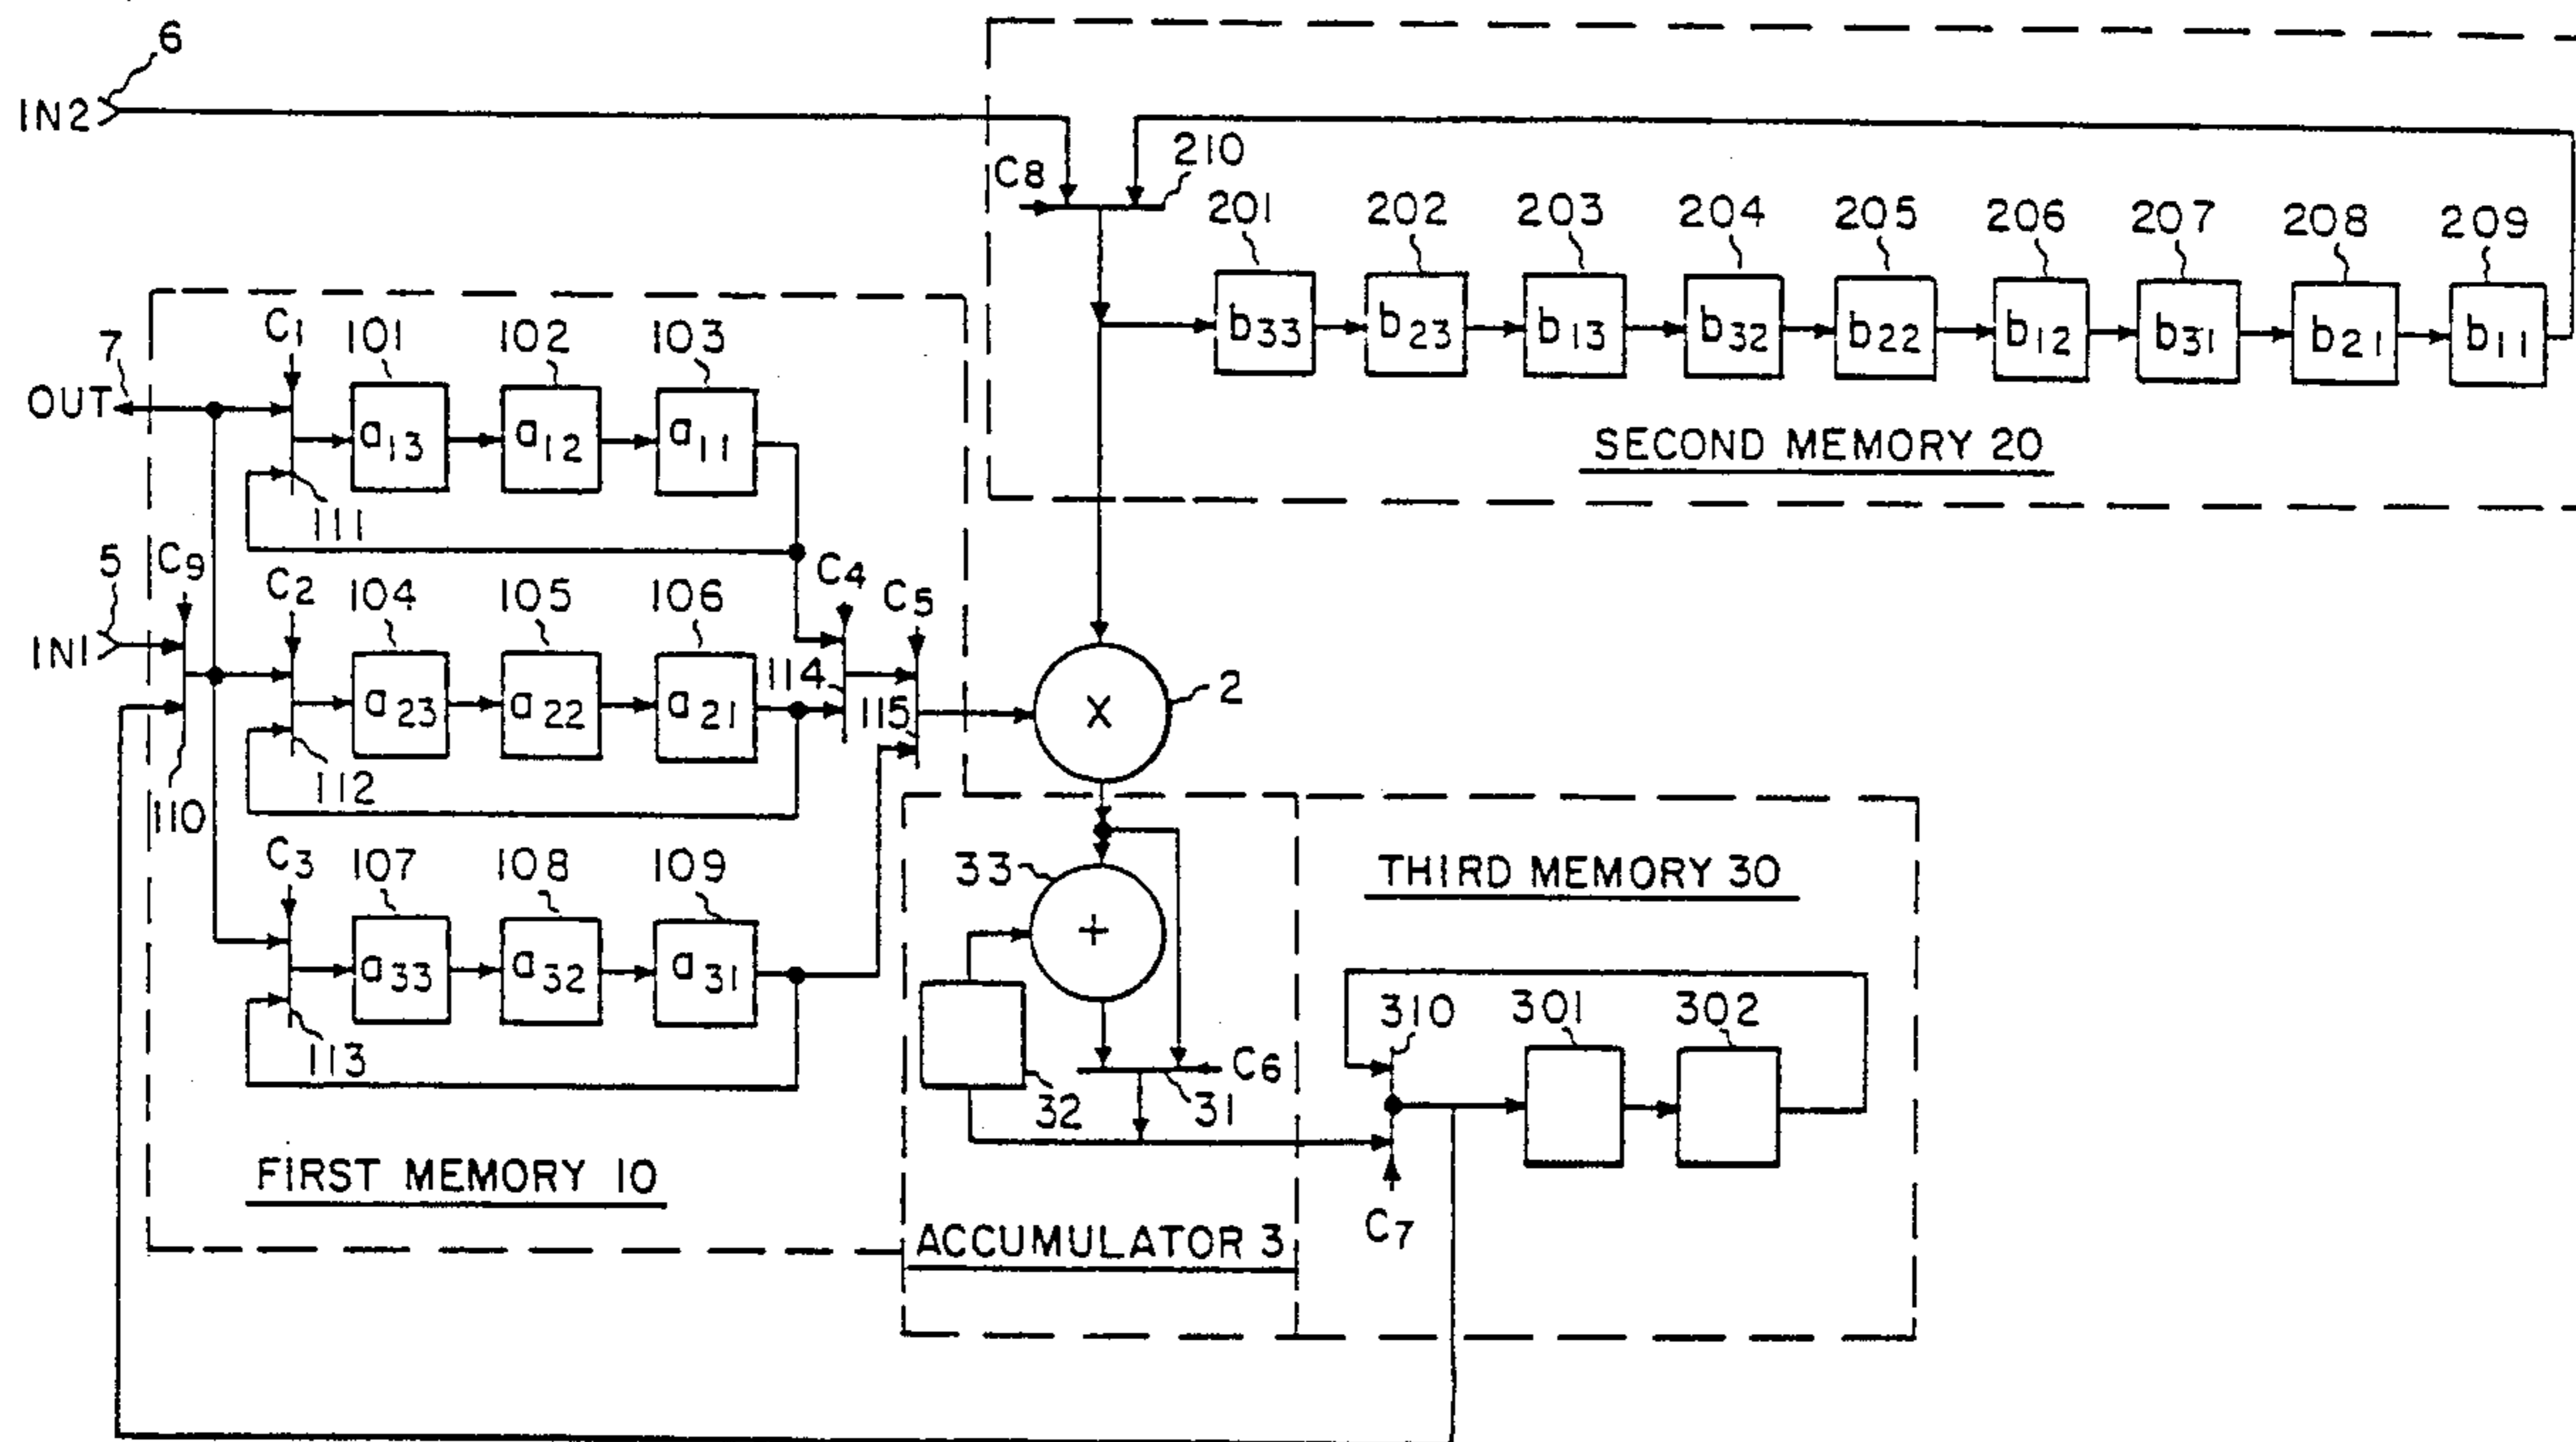 6
IN2
C8
210
201 202 203 204 205 206 207 208 209
b33 b23 b13 b32 b22 b12 b31 b21 b11
SECOND MEMORY 20
7
OUT
C1 101 102 103
a13 a12 a11
111
5
IN1
C9
C2 104 105 106
a23 a22 a21
112
110
C4
C5
114
115
X
2
C3 107 108 109
a33 a32 a31
113
FIRST MEMORY 10
33
+
32
31
C6
ACCUMULATOR 3
THIRD MEMORY 30
310 301 302
C7